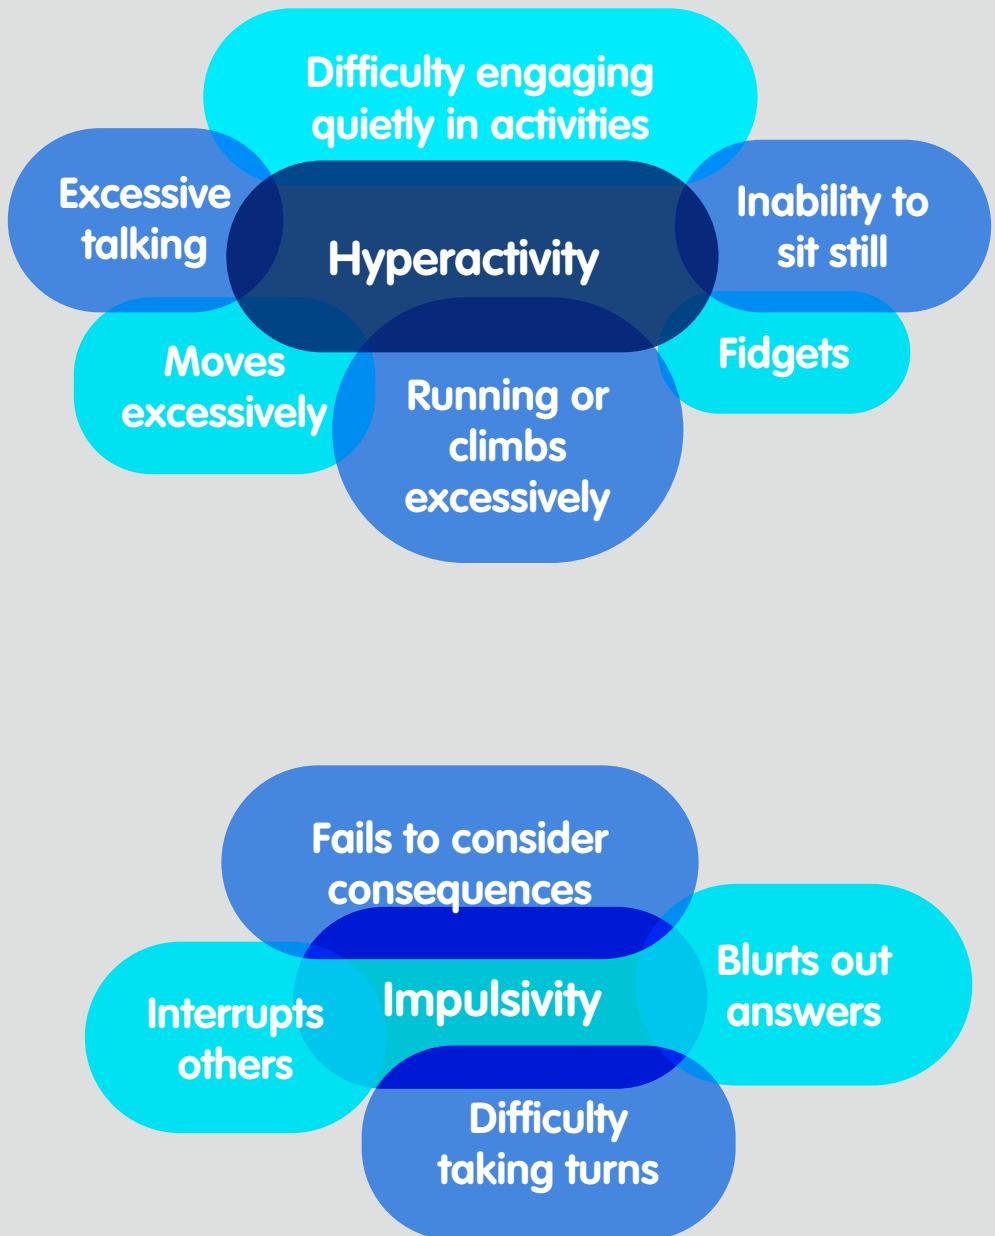 Difficulty engaging
quietly in activities
Excessive
talking
Inability to
sit still
Hyperactivity
Moves
excessively
Fidgets
Running or
climbs
excessively
Fails to consider
consequences
Blurts out
answers
Impulsivity
Interrupts
others
Difficulty
taking turns